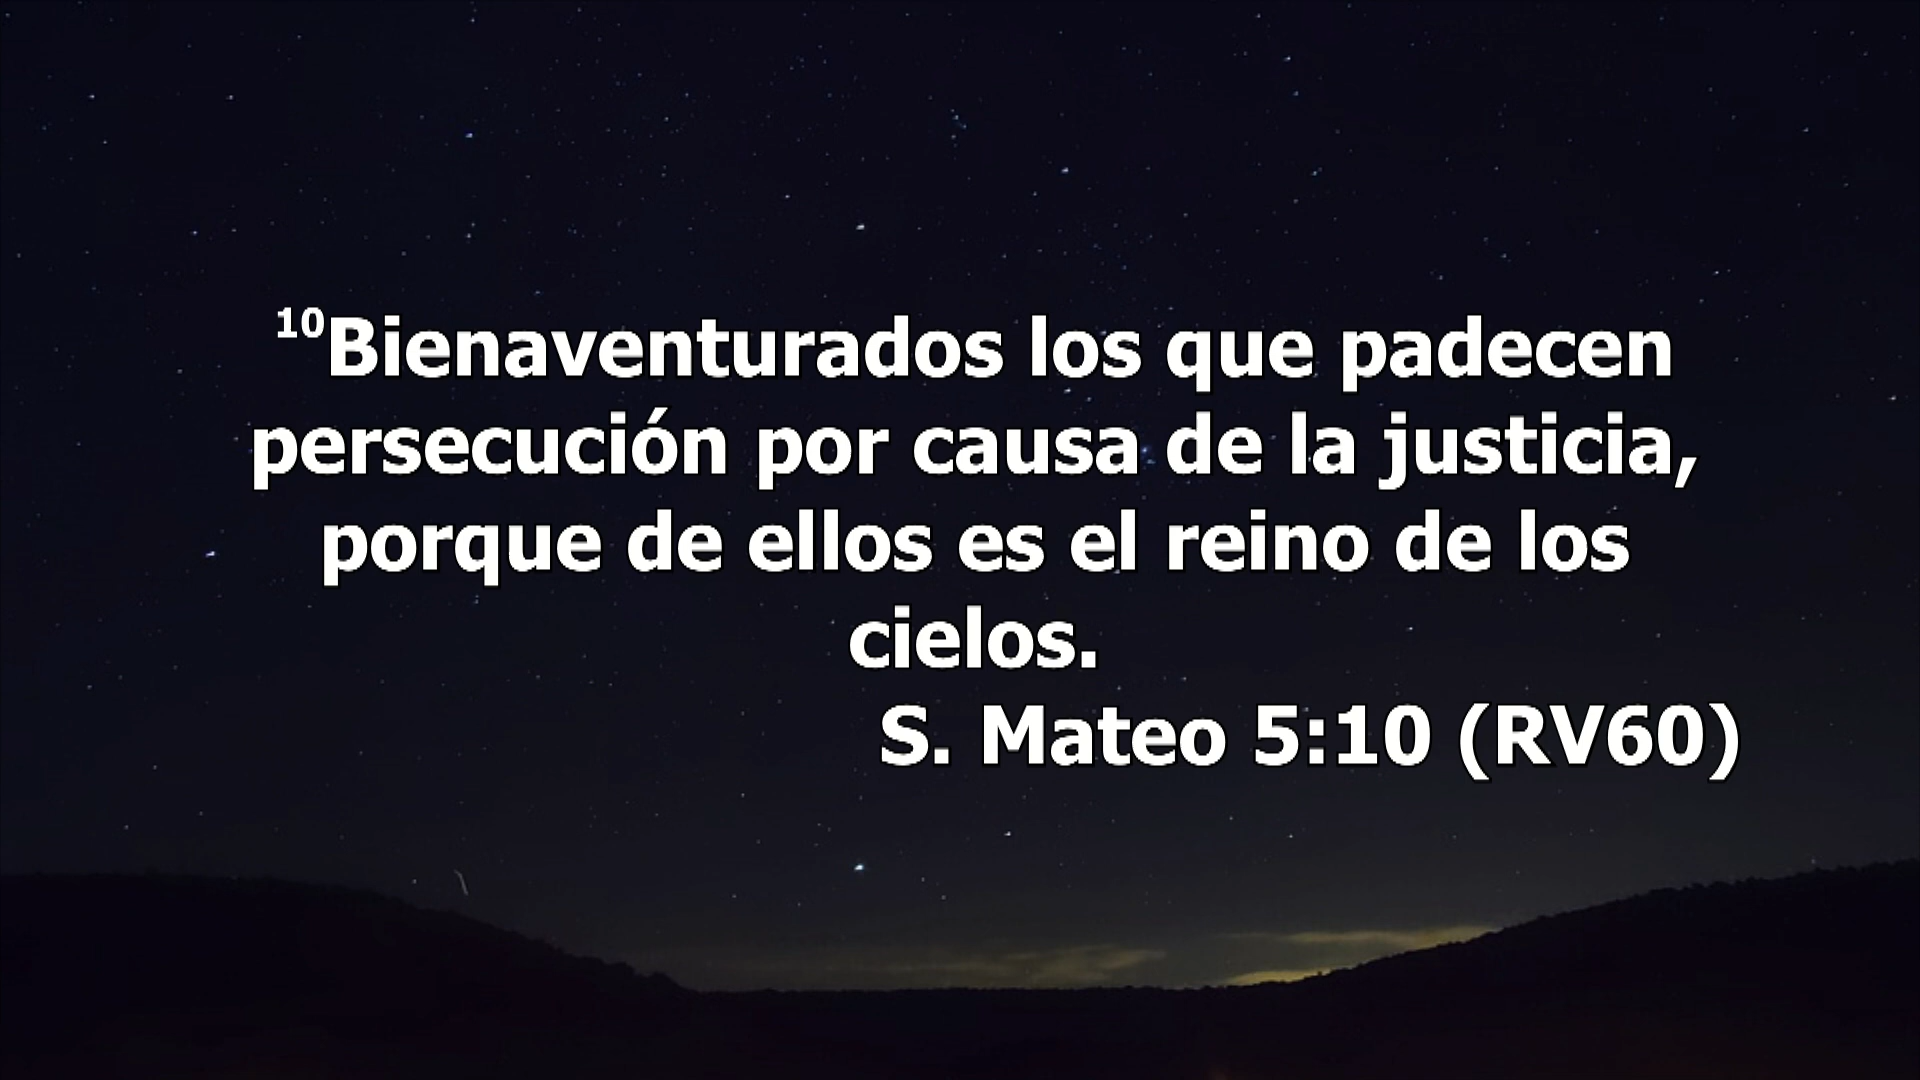 10Bienaventurados los que padecen
persecución por causa de la justicia,
porque de ellos es el reino de los
cielos.
S. Mateo 5:10 (RV60)